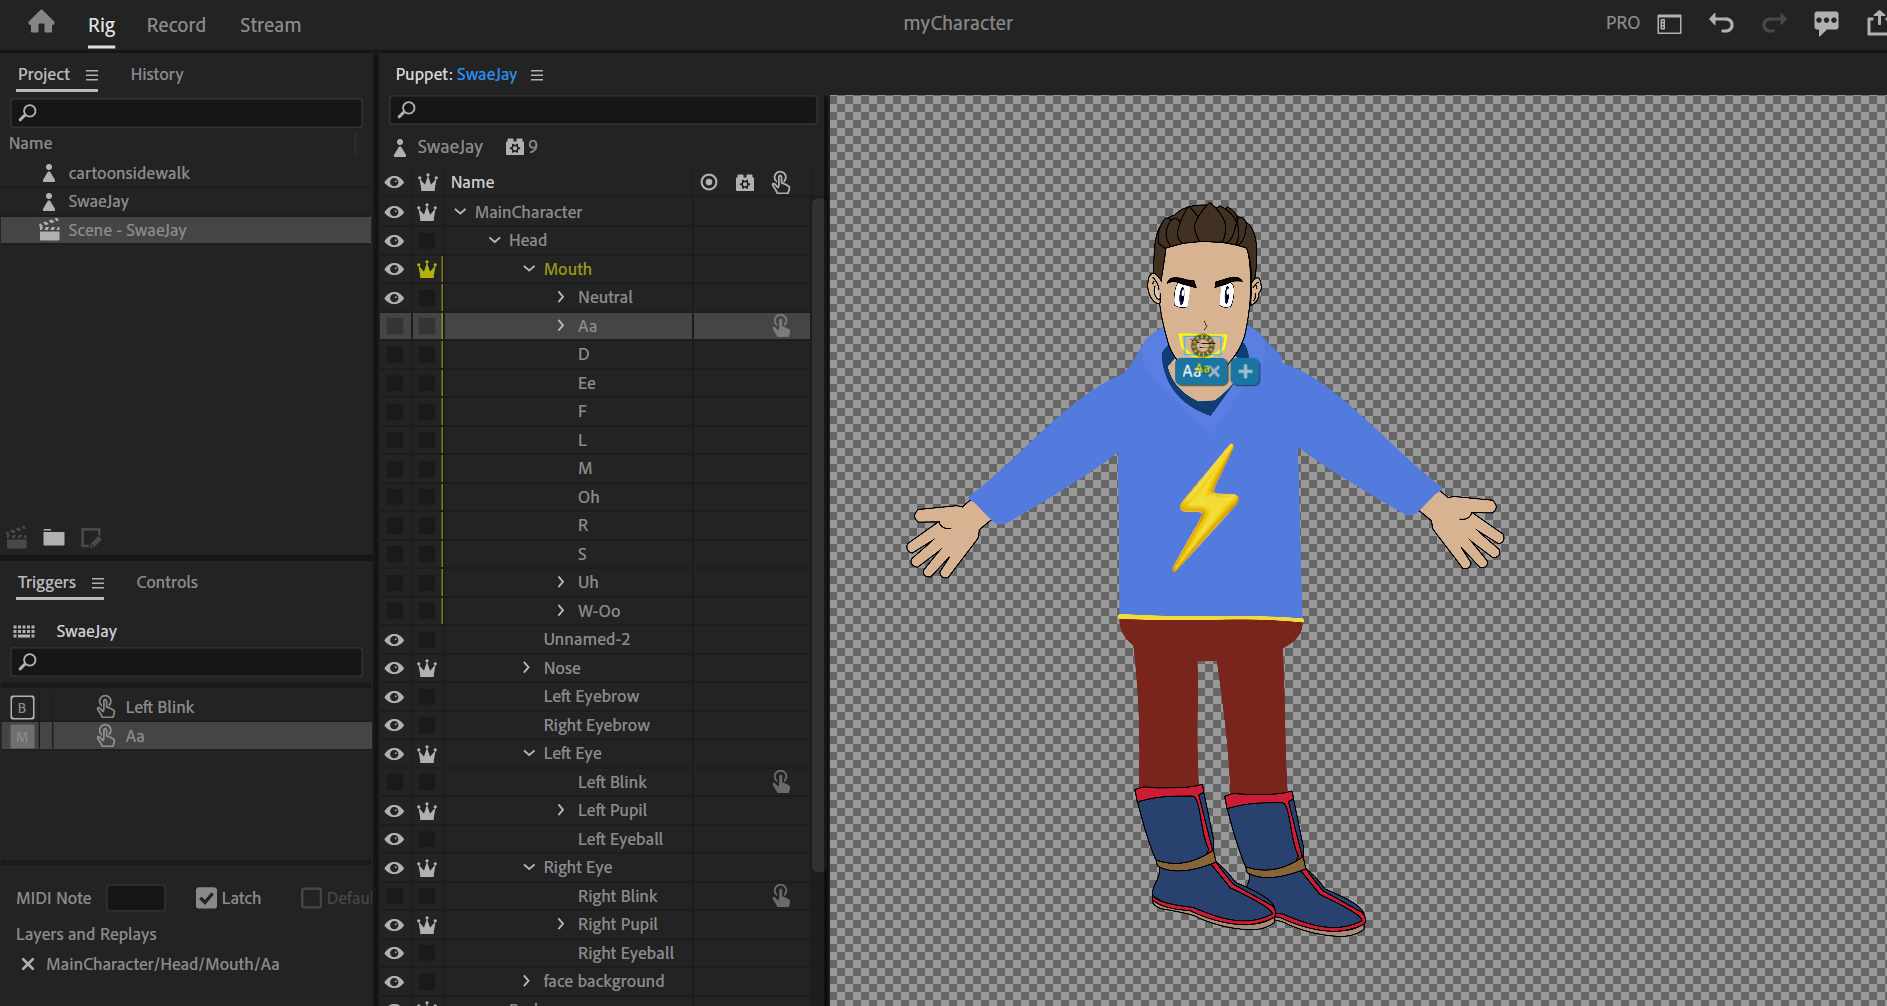 Rig
Record
Stream
myCharacter
PRO
Project
History
Name
cartoonsidewalk
SwaeJay
Scene - SwaeJay
Triggers
Controls
SwaeJay
B
Left Blink
M
Aa
MIDI Note
Latch
Defaul
Layers and Replays
MainCharacter/Head/Mouth/Aa
Puppet: SwaeJay
SwaeJay
9
Name
MainCharacter
Head
Mouth
Neutral
Aa
D
Ee
F
L
M
Oh
R
S
Uh
W-Oo
Unnamed-2
Nose
Left Eyebrow
Right Eyebrow
Left Eye
Left Blink
Left Pupil
Left Eyeball
Right Eye
Right Blink
Right Pupil
Right Eyeball
face background
Aa
Aa